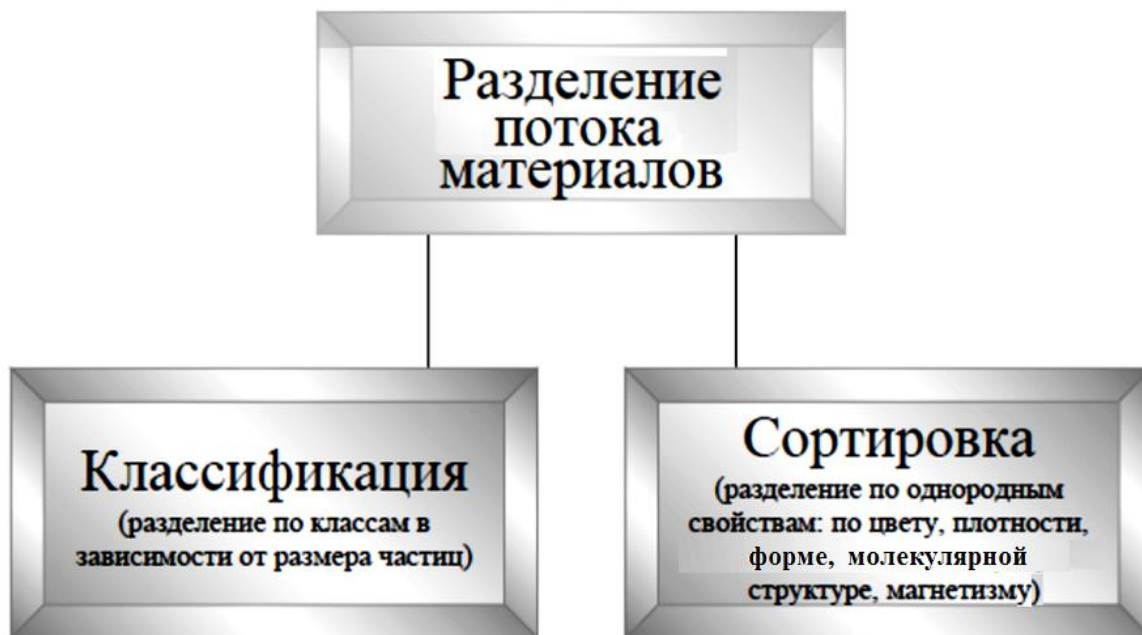 Разделение
потока
материалов
Классификация
(разделение по классам в
зависимости от размера частиц)
Сортировка
(разделение по однородным
свойствам: по цвету, плотности,
форме, молекулярной
структуре, магнетизму)